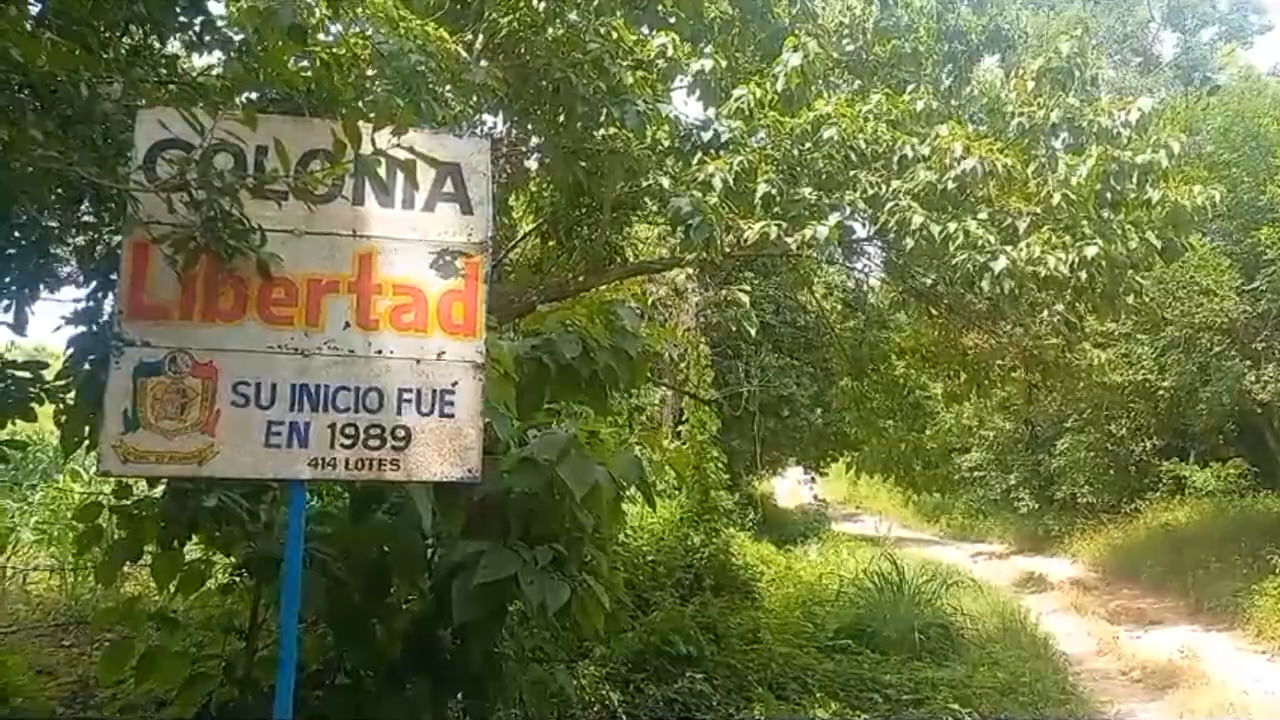 COLONIA
Libertad
SU INICIO FUÉ
EN 1989
414 LOTES